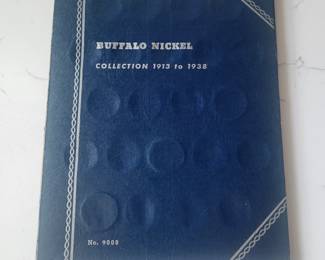 BUFFALO NICKEL
COLLECTION 1913 to 1938
No. 9008